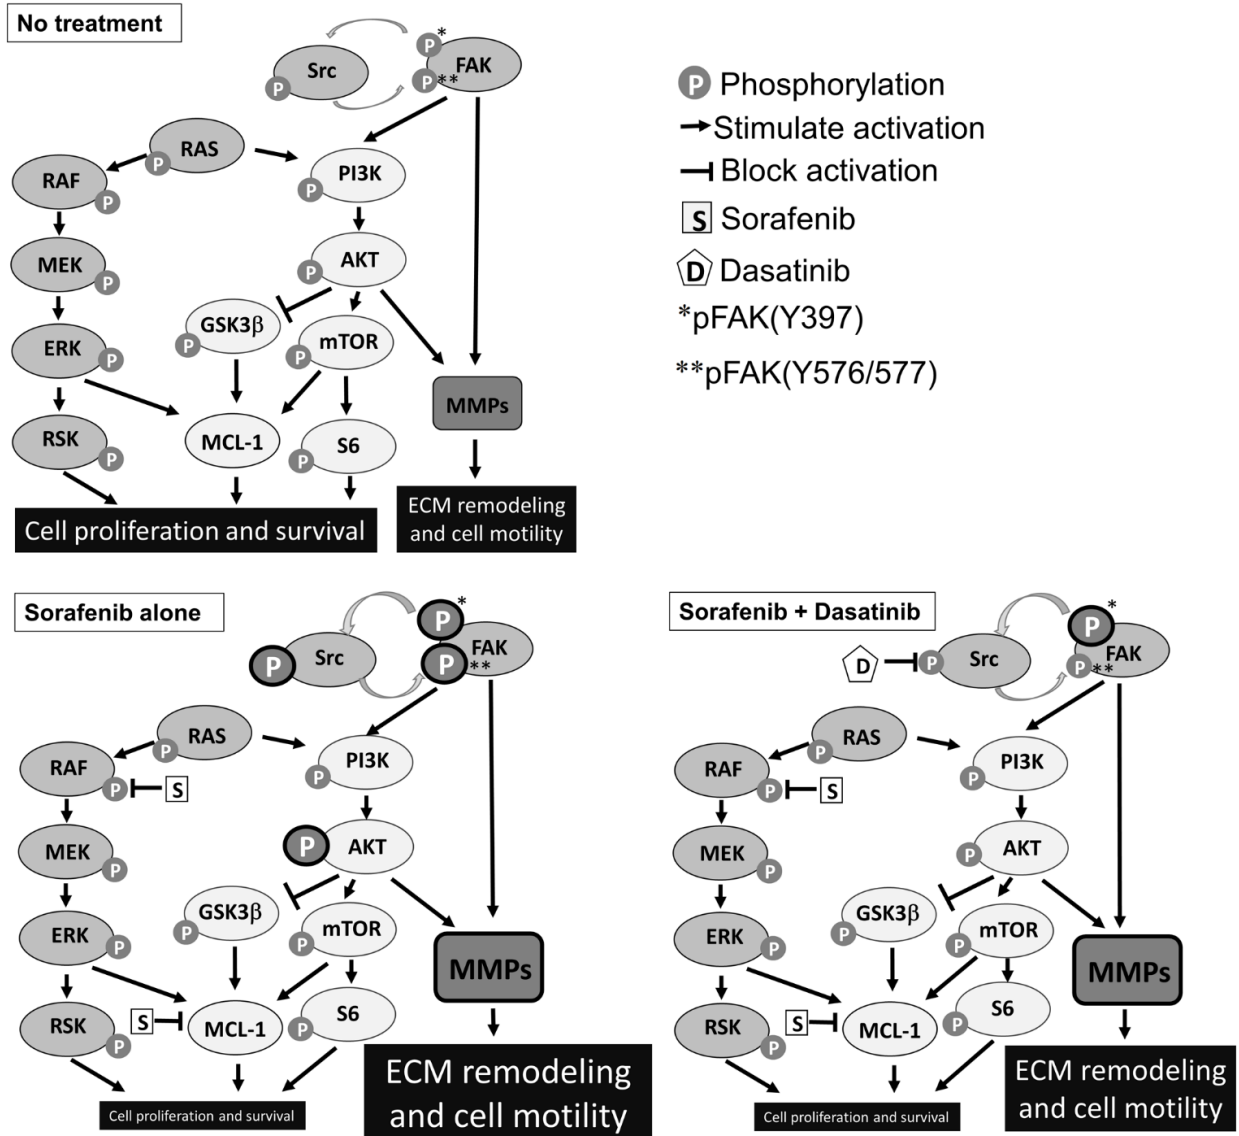 No treatment
P
*
Src
P
P
**
FAK
RAS
P
RAF
P
PI3K
P
MEK
P
AKT
P
GSK3β
P
mTOR
P
ERK
P
MMPs
RSK
P
MCL-1
S6
P
Cell proliferation and survival
ECM remodeling
and cell motility
P Phosphorylation
Stimulate activation
Block activation
S Sorafenib
D Dasatinib
*pFAK(Y397)
**pFAK(Y576/577)
Sorafenib alone
P
*
Src
P
P
**
FAK
RAS
P
RAF
P
S
PI3K
P
MEK
P
P
AKT
GSK3β
P
mTOR
P
ERK
P
MMPs
RSK
P
S
MCL-1
S6
P
Cell proliferation and survival
ECM remodeling
and cell motility
Sorafenib + Dasatinib
P
*
D
P
Src
P
**
FAK
RAS
P
RAF
P
S
PI3K
P
MEK
P
AKT
P
GSK3β
P
mTOR
P
ERK
P
MMPs
RSK
P
S
MCL-1
S6
P
Cell proliferation and survival
ECM remodeling
and cell motility